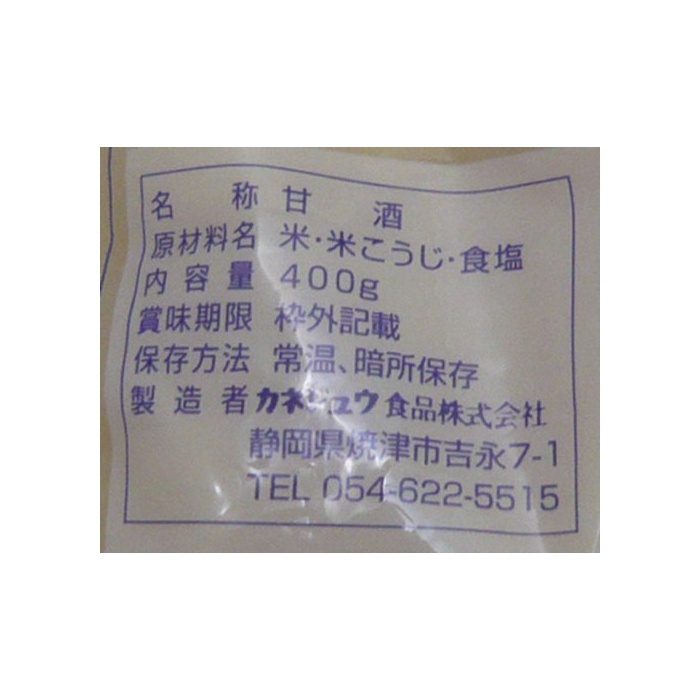 名称 甘酒
原材料名 米・米こうじ・食塩
内容量 400g
賞味期限 枠外記載
保存方法 常温、暗所保存
製造者 カネジュウ食品株式会社
静岡県焼津市吉永7-1
TEL 054-622-5515